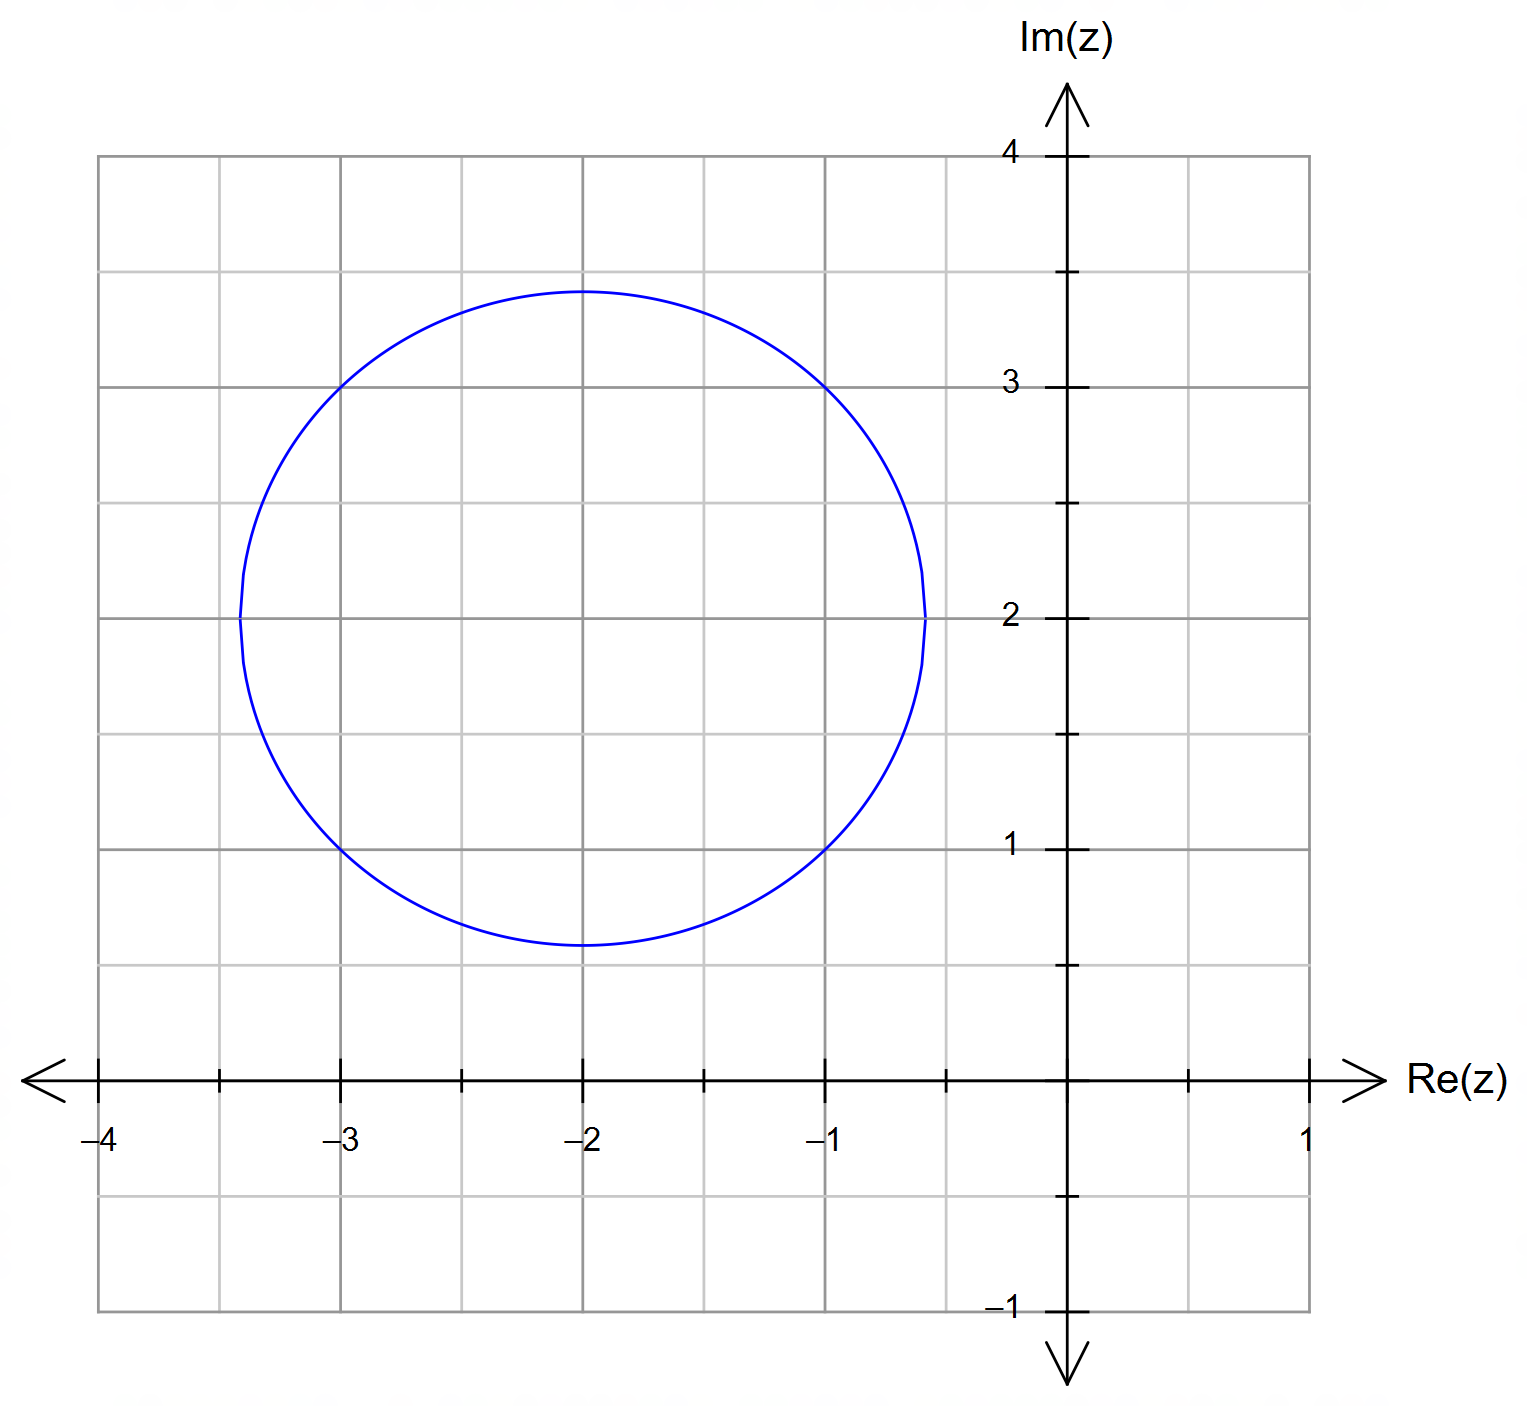 Im(z)
4
3
2
1
Re(z)
–4 –3 –2 –1 1
–1